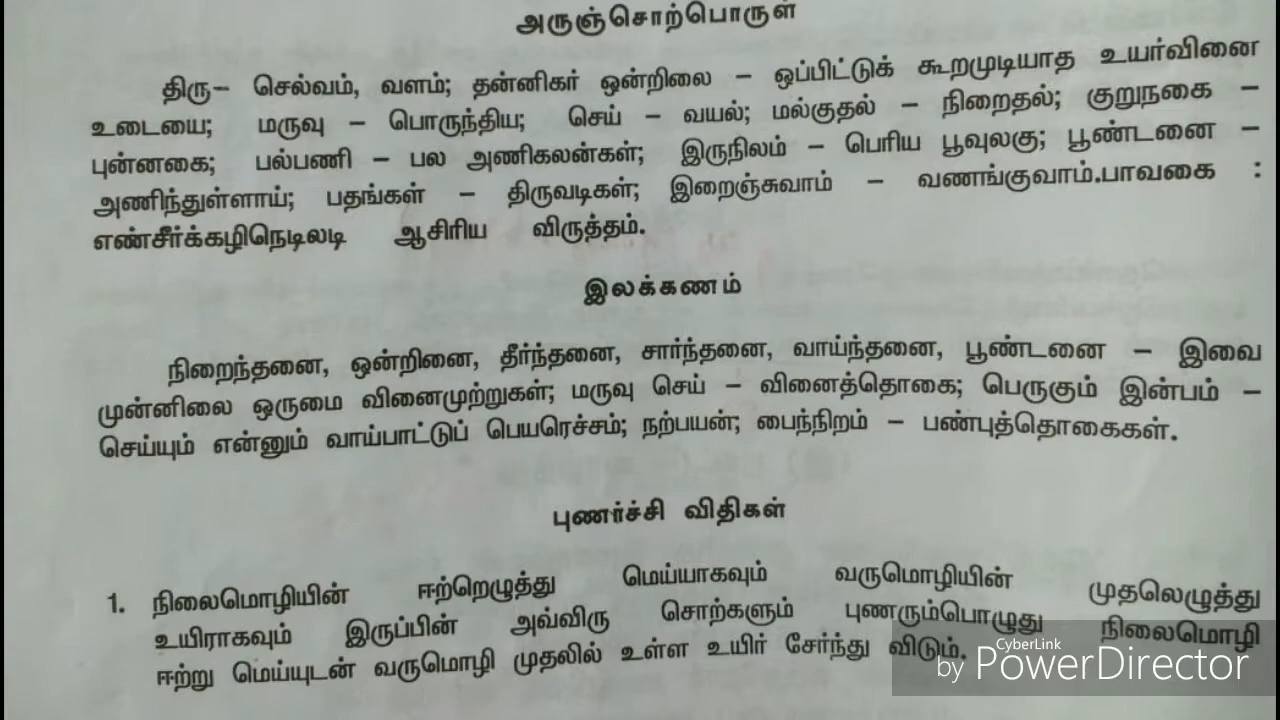 அருஞ்சொற்பொருள்
திரு– செல்வம், வளம்; தன்னிகர் ஒன்றிலை – ஒப்பிட்டுக் கூறமுடியாத உயர்வினை
உடையை; மருவு – பொருந்திய; செய் – வயல்; மல்குதல் – நிறைதல்; குறுநகை –
புன்னகை; பல்பணி – பல அணிகலன்கள்; இருநிலம் – பெரிய பூவுலகு; பூண்டனை –
அணிந்துள்ளாய்; பதங்கள் – திருவடிகள்; இறைஞ்சுவாம் – வணங்குவாம்.பாவகை :
எண்சீர்க்கழிநெடிலடி ஆசிரிய விருத்தம்.
இலக்கணம்
நிறைந்தனை, ஒன்றினை, தீர்ந்தனை, சார்ந்தனை, வாய்ந்தனை, பூண்டனை – இவை
முன்னிலை ஒருமை வினைமுற்றுகள்; மருவு செய் – வினைத்தொகை; பெருகும் இன்பம் –
செய்யும் என்னும் வாய்பாட்டுப் பெயரெச்சம்; நற்பயன்; பைந்நிறம் – பண்புத்தொகைகள்.
புணர்ச்சி விதிகள்
1. நிலைமொழியின் ஈற்றெழுத்து மெய்யாகவும் வருமொழியின் முதலெழுத்து
உயிராகவும் இருப்பின் அவ்விரு சொற்களும் புணரும்பொழுது நிலைமொழி
ஈற்று மெய்யுடன் வருமொழி முதலில் உள்ள உயிர் சேர்ந்து விடும்.
CyberLink
by PowerDirector